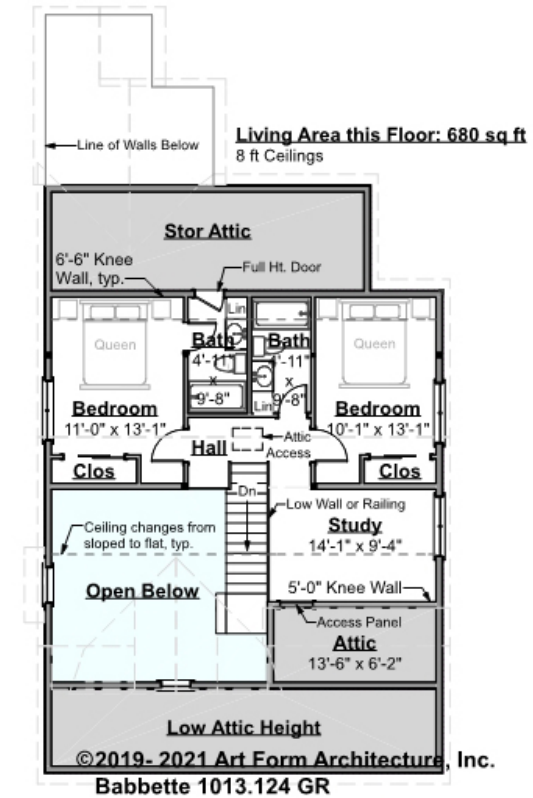 Living Area this Floor: 680 sq ft
Line of Walls Below
8 ft Ceilings
Stor Attic
6'-6" Knee
Wall, typ.
Full Ht. Door
Lin
Bath
4'-11"
x
9'-8"
Bath
4'-11"
x
9'-8"
Lin
Queen
Queen
Bedroom
11'-0" x 13'-1"
Bedroom
10'-1" x 13'-1"
Hall
Attic
Access
Clos
Clos
Dn
Low Wall or Railing
Study
14'-1" x 9'-4"
Ceiling changes from
sloped to flat, typ.
Open Below
5'-0" Knee Wall
Access Panel
Attic
13'-6" x 6'-2"
Low Attic Height
©2019- 2021 Art Form Architecture, Inc.
Babbette 1013.124 GR